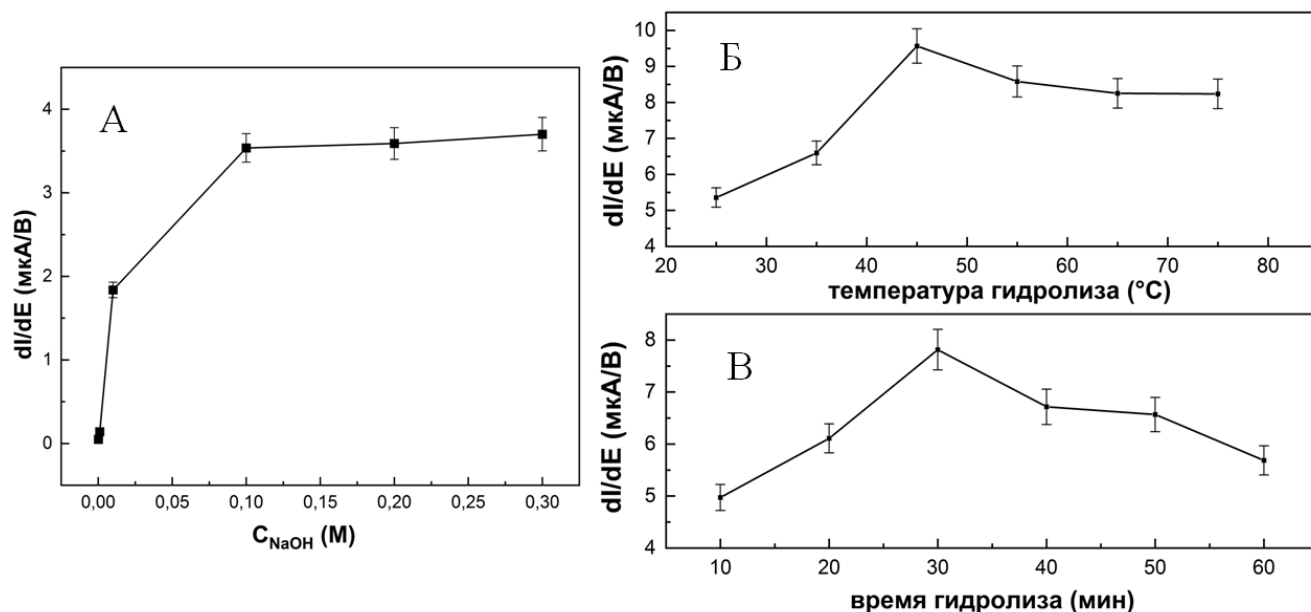 А
dI/dE (мкА/В)
4
3
2
1
0
0,00 0,05 0,10 0,15 0,20 0,25 0,30
C_NaOH (М)
Б
dI/dE (мкА/В)
10
9
8
7
6
5
4
20 30 40 50 60 70 80
температура гидролиза (°C)
В
dI/dE (мкА/В)
8
7
6
5
4
10 20 30 40 50 60
время гидролиза (мин)